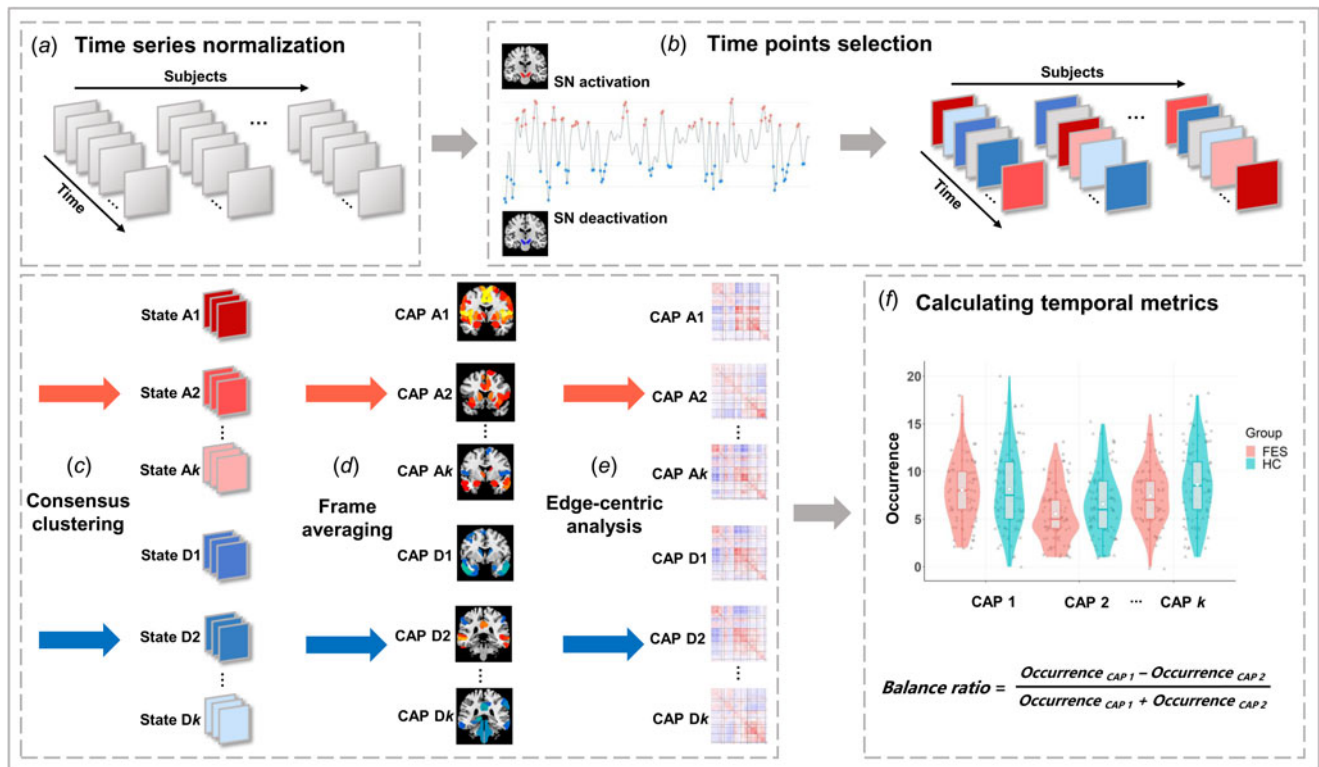 (a) Time series normalization
Subjects
...
Time
...
...
...
(b) Time points selection
SN activation
SN deactivation
Subjects
...
Time
...
...
...
State A1
State A2
...
State Ak
(c)
Consensus
clustering
State D1
State D2
...
State Dk
CAP A1
CAP A2
...
CAP Ak
(d)
Frame
averaging
CAP D1
CAP D2
...
CAP Dk
CAP A1
CAP A2
...
CAP Ak
(e)
Edge-centric
analysis
CAP D1
CAP D2
...
CAP Dk
(f) Calculating temporal metrics
Occurrence
20
15
10
5
0
CAP 1 CAP 2 ... CAP k
Group
FES
HC
Balance ratio = Occurrence CAP 1 − Occurrence CAP 2
Occurrence CAP 1 + Occurrence CAP 2